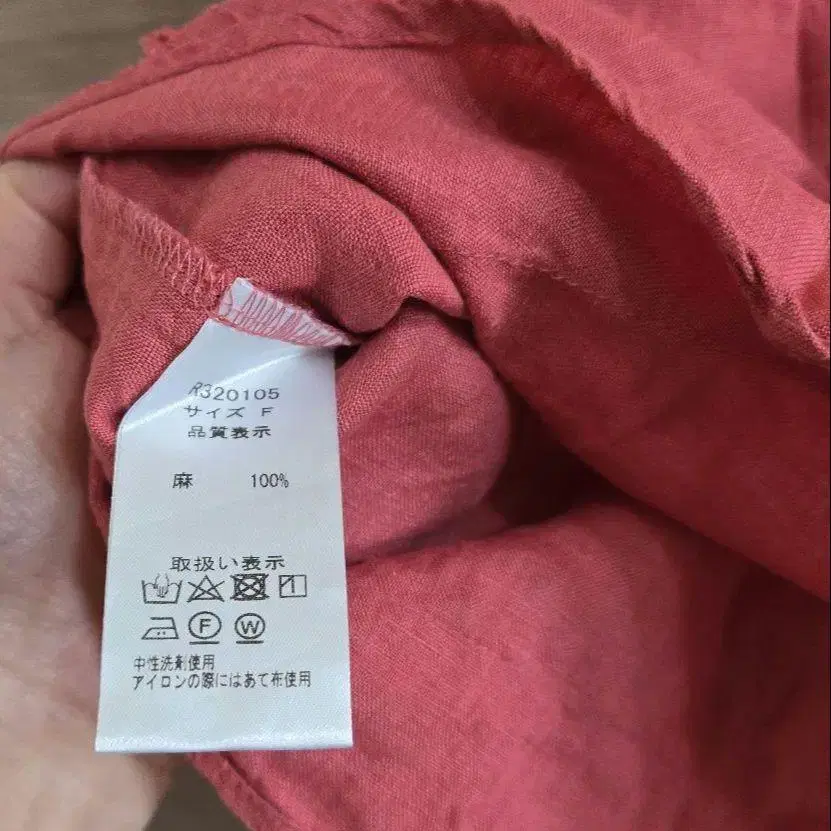 R320105
サイズ F
品質表示
麻 100%
取扱い表示
F W
中性洗剤使用
アイロンの際にはあて布使用